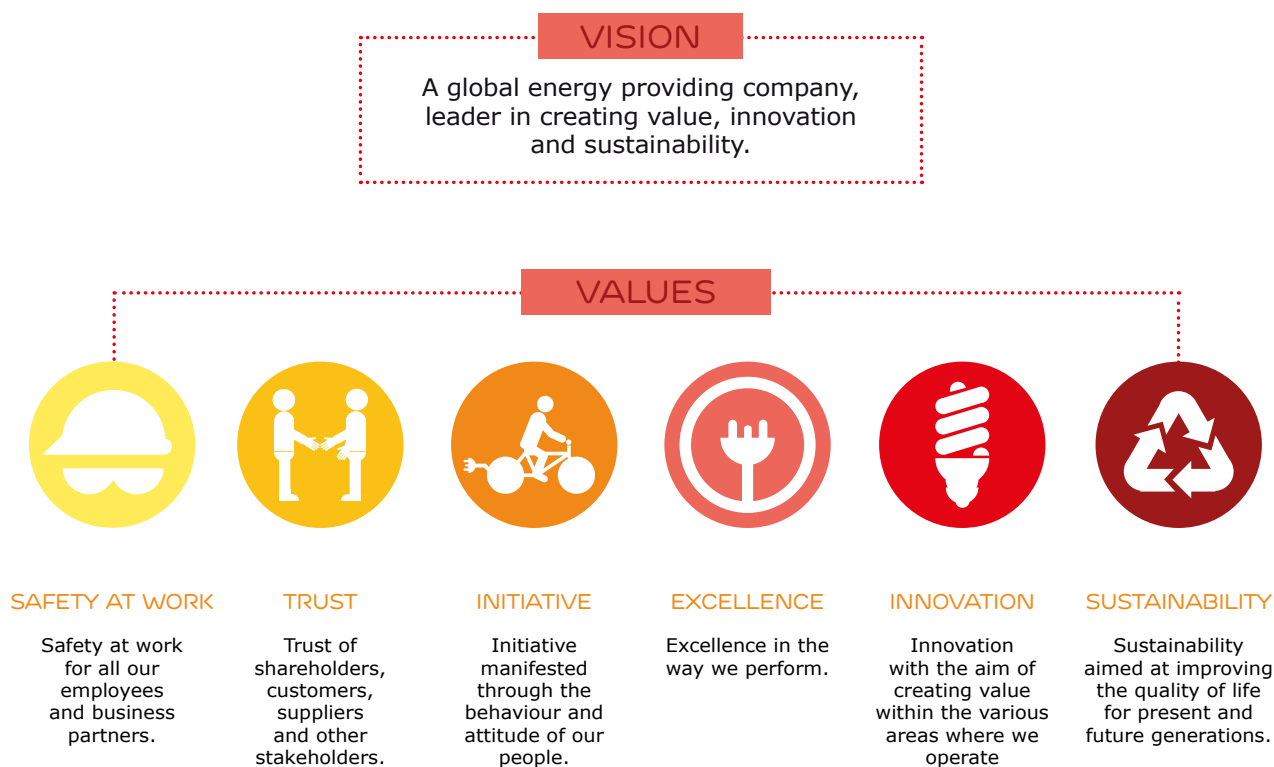 VISION
A global energy providing company,
leader in creating value, innovation
and sustainability.
VALUES
SAFETY AT WORK
Safety at work
for all our
employees
and business
partners.
TRUST
Trust of
shareholders,
customers,
suppliers
and other
stakeholders.
INITIATIVE
Initiative
manifested
through the
behaviour and
attitude of our
people.
EXCELLENCE
Excellence in the
way we perform.
INNOVATION
Innovation
with the aim of
creating value
within the various
areas where we
operate
SUSTAINABILITY
Sustainability
aimed at improving
the quality of life
for present and
future generations.